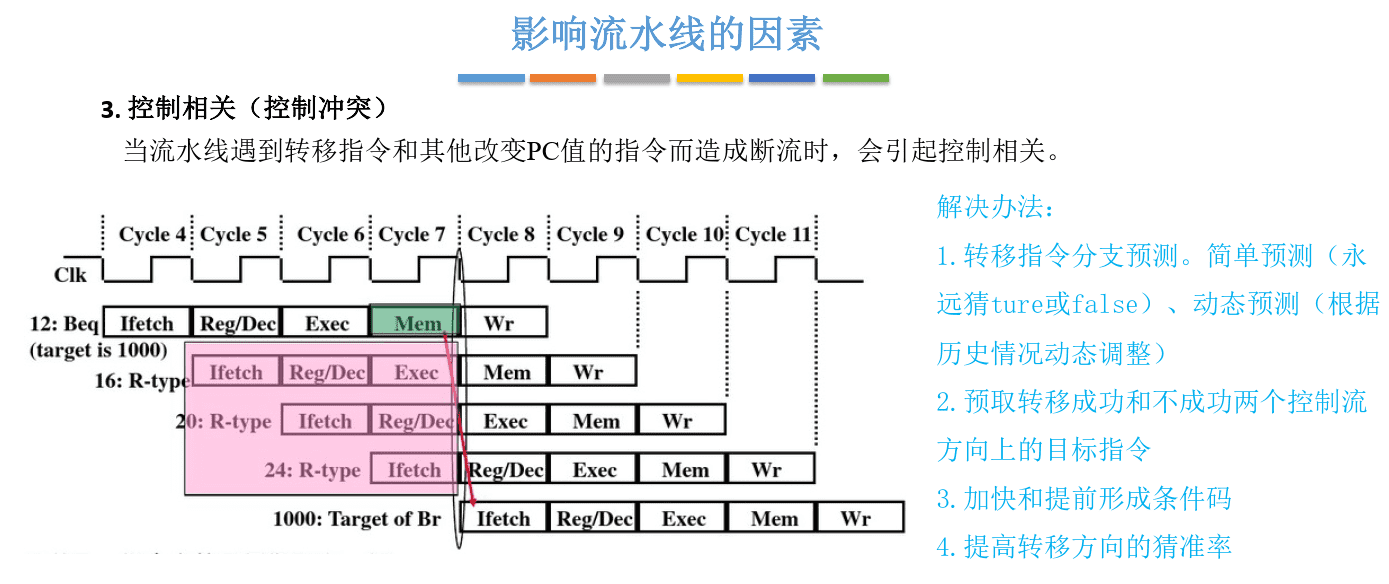 影响流水线的因素
3. 控制相关（控制冲突）
当流水线遇到转移指令和其他改变PC值的指令而造成断流时，会引起控制相关。
Cycle 4 Cycle 5 Cycle 6 Cycle 7 Cycle 8 Cycle 9 Cycle 10 Cycle 11
Clk
12: Beq Ifetch Reg/Dec Exec Mem Wr
(target is 1000)
16: R-type Ifetch Reg/Dec Exec Mem Wr
20: R-type Ifetch Reg/Dec Exec Mem Wr
24: R-type Ifetch Reg/Dec Exec Mem Wr
1000: Target of Br Ifetch Reg/Dec Exec Mem Wr
解决办法：
1.转移指令分支预测。简单预测（永
远猜ture或false）、动态预测（根据
历史情况动态调整）
2.预取转移成功和不成功两个控制流
方向上的目标指令
3.加快和提前形成条件码
4.提高转移方向的猜准率